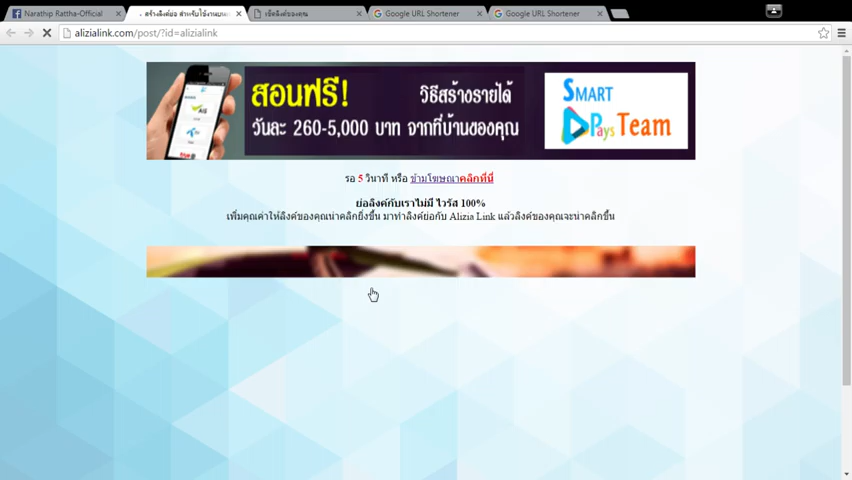 Narathip Rattha-Official
สร้างลิงค์ย่อ สำหรับใช้งานบน
เช็คลิงค์ของคุณ
Google URL Shortener
Google URL Shortener
alizialink.com/post/?id=alizialink
สอนฟรี! วิธีสร้างรายได้
วันละ 260-5,000 บาท จากที่บ้านของคุณ
SMART
Pays Team
รอ 5 วินาที หรือ ข้ามโฆษณาคลิกที่นี่
ย่อลิงค์กับเราไม่มี ไวรัส 100%
เพิ่มคุณค่าให้ลิงค์ของคุณน่าคลิกยิ่งขึ้น มาทำลิงค์ย่อกับ Alizia Link แล้วลิงค์ของคุณจะน่าคลิกขึ้น